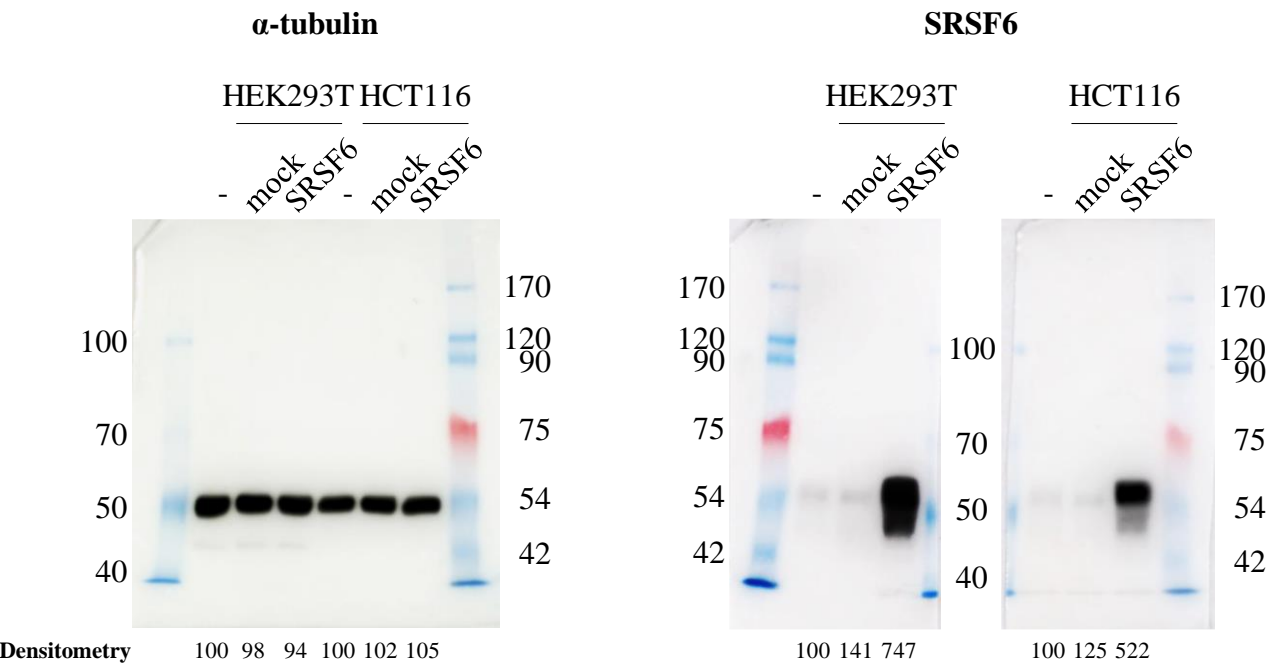 α-tubulin SRSF6
HEK293T HCT116 HEK293T HCT116
- mock SRSF6 - mock SRSF6 - mock SRSF6 - mock SRSF6
170 170 170
100 120 120 100 120
90 90 90
70 75 75 70 75
50 54 54 50 54
40 42 42 40 42
Densitometry 100 98 94 100 102 105 100 141 747 100 125 522